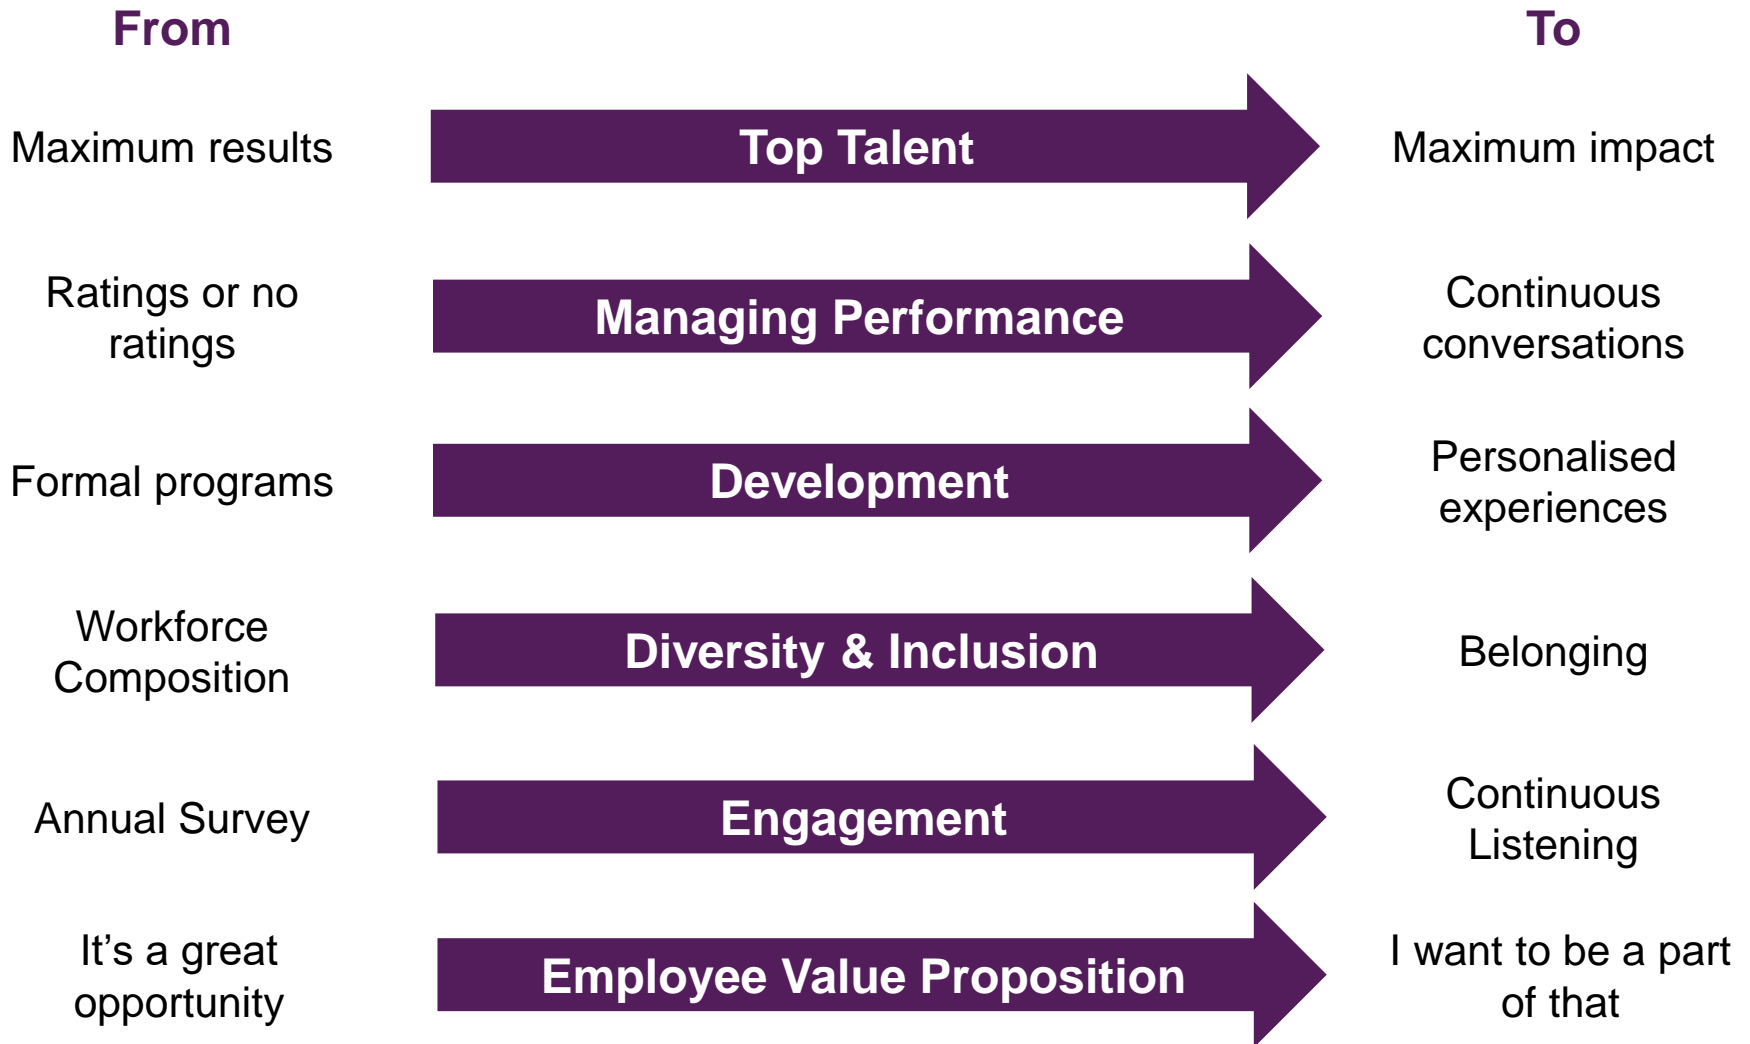 From
To
Maximum results
Top Talent
Maximum impact
Ratings or no
ratings
Managing Performance
Continuous
conversations
Formal programs
Development
Personalised
experiences
Workforce
Composition
Diversity & Inclusion
Belonging
Annual Survey
Engagement
Continuous
Listening
It’s a great
opportunity
Employee Value Proposition
I want to be a part
of that